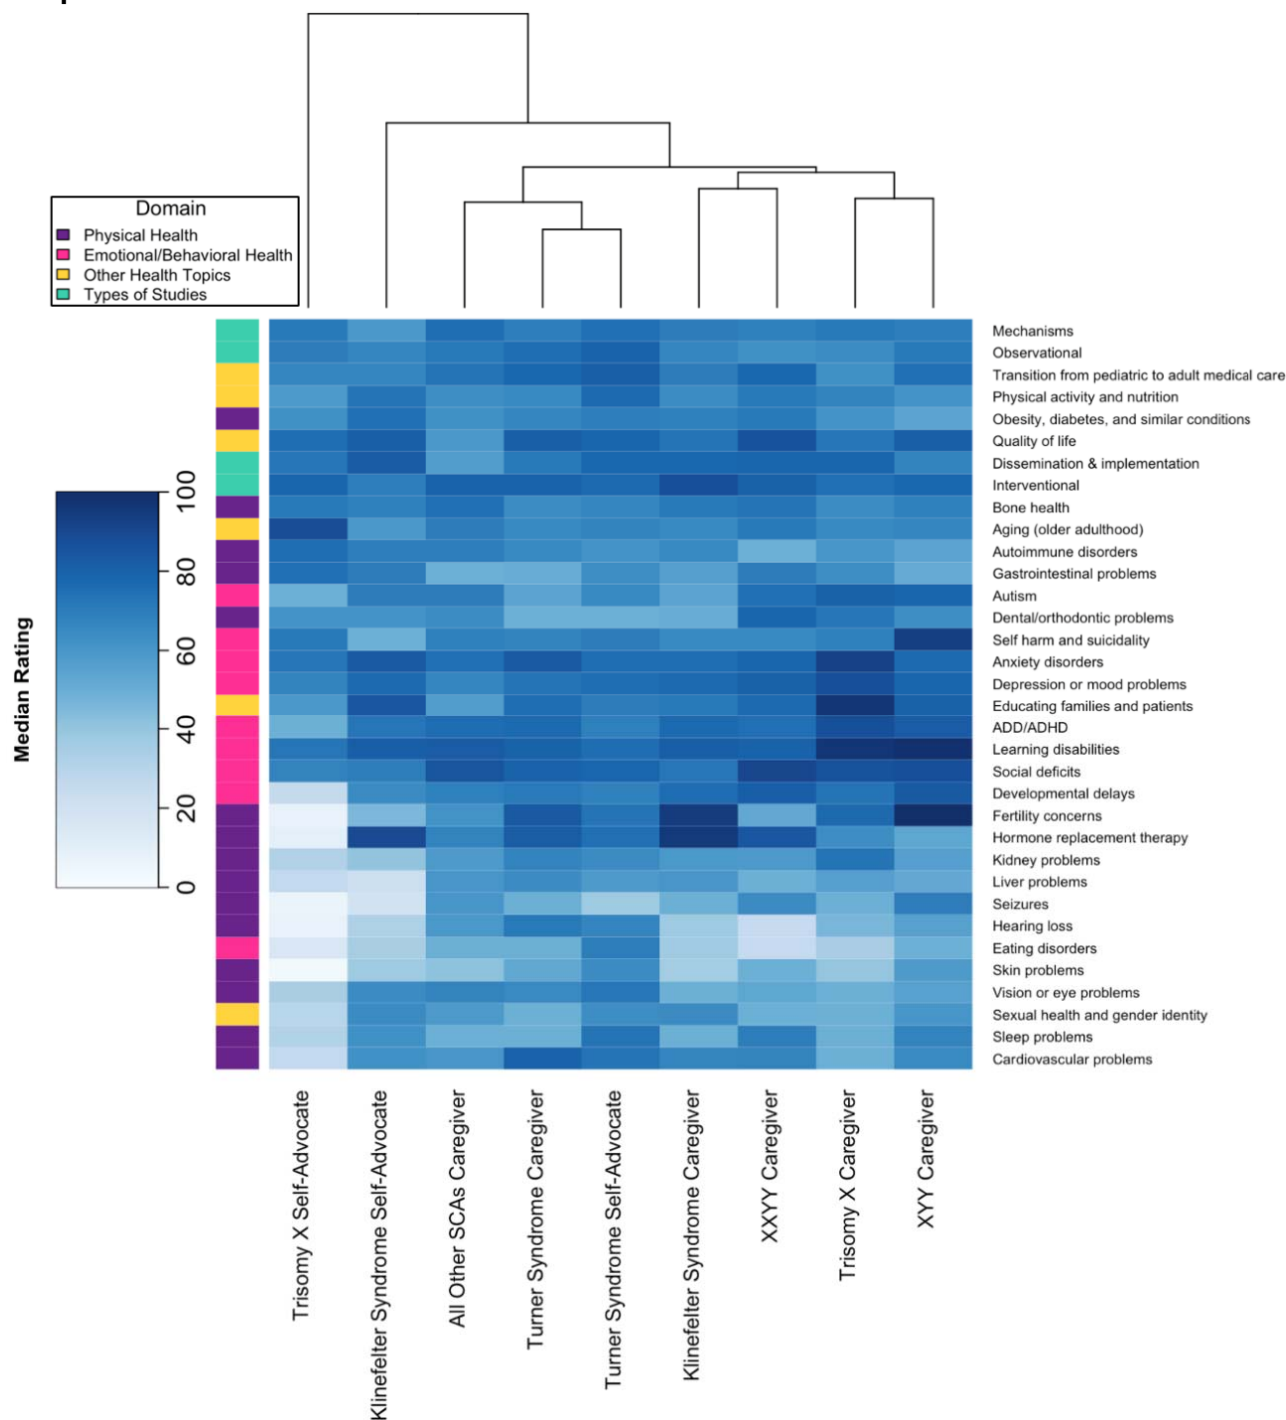 Domain
Physical Health
Emotional/Behavioral Health
Other Health Topics
Types of Studies
Median Rating
100
80
60
40
20
0
Mechanisms
Observational
Transition from pediatric to adult medical care
Physical activity and nutrition
Obesity, diabetes, and similar conditions
Quality of life
Dissemination & implementation
Interventional
Bone health
Aging (older adulthood)
Autoimmune disorders
Gastrointestinal problems
Autism
Dental/orthodontic problems
Self harm and suicidality
Anxiety disorders
Depression or mood problems
Educating families and patients
ADD/ADHD
Learning disabilities
Social deficits
Developmental delays
Fertility concerns
Hormone replacement therapy
Kidney problems
Liver problems
Seizures
Hearing loss
Eating disorders
Skin problems
Vision or eye problems
Sexual health and gender identity
Sleep problems
Cardiovascular problems
Trisomy X Self-Advocate
Klinefelter Syndrome Self-Advocate
All Other SCAs Caregiver
Turner Syndrome Caregiver
Turner Syndrome Self-Advocate
Klinefelter Syndrome Caregiver
XXYY Caregiver
Trisomy X Caregiver
XYY Caregiver